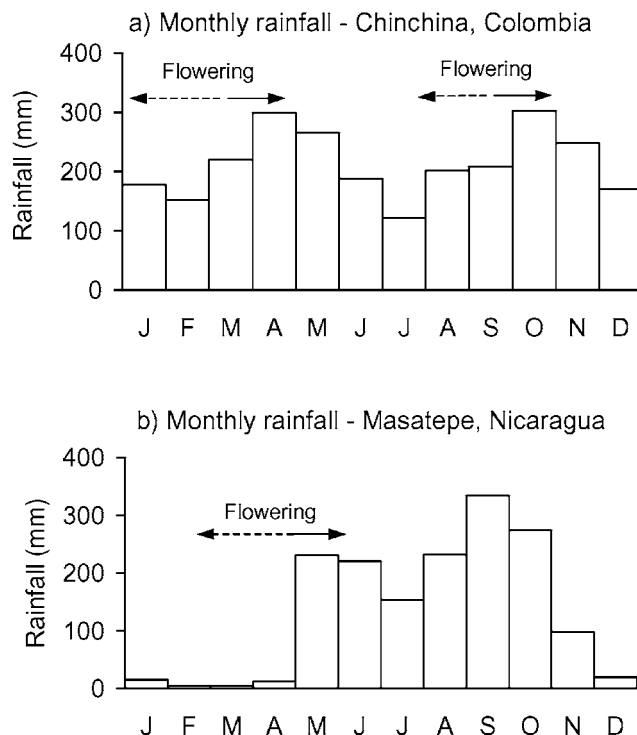 a) Monthly rainfall - Chinchina, Colombia
400
Flowering
Flowering
300
200
100
0
Rainfall (mm)
J F M A M J J A S O N D
b) Monthly rainfall - Masatepe, Nicaragua
400
Flowering
300
200
100
0
Rainfall (mm)
J F M A M J J A S O N D